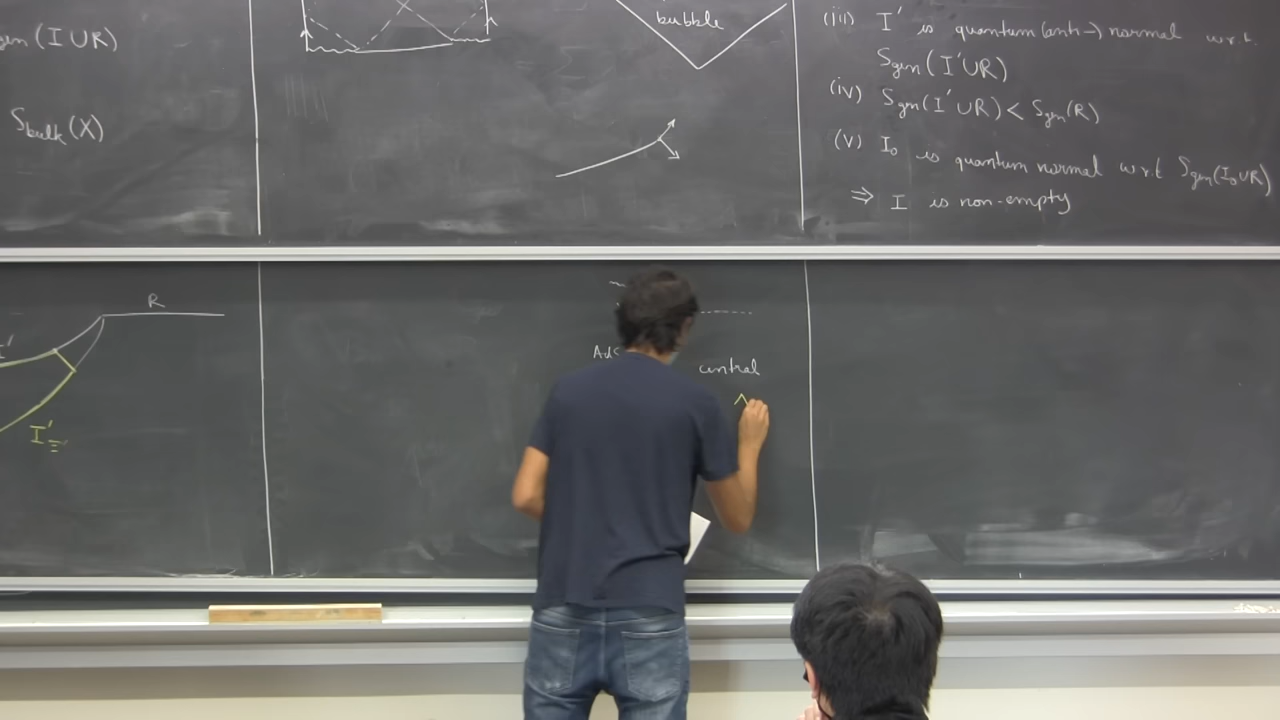 (I ∪ R)
S_bulk(X)
bubble
(iii) I' is quantum (anti-) normal w.r.t.
S_gen(I' ∪ R)
(iv) S_gen(I' ∪ R) < S_gen(R)
(v) I₀ is quantum normal w.r.t S_gen(I₀ ∪ R)
⇒ I is non-empty
R
I'
I'
AdS
central